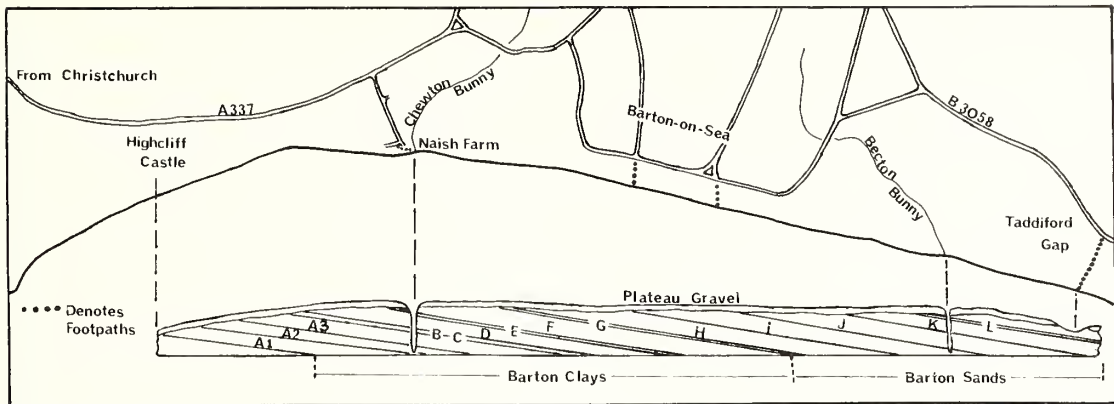 From Christchurch
A337
Highcliff
Castle
Chewton
Bunny
Naish Farm
Barton-on-Sea
B 3058
Becton
Bunny
Taddiford
Gap
Denotes
Footpaths
Plateau Gravel
A1 A2 A3 B-C D E F G H I J K L
Barton Clays
Barton Sands